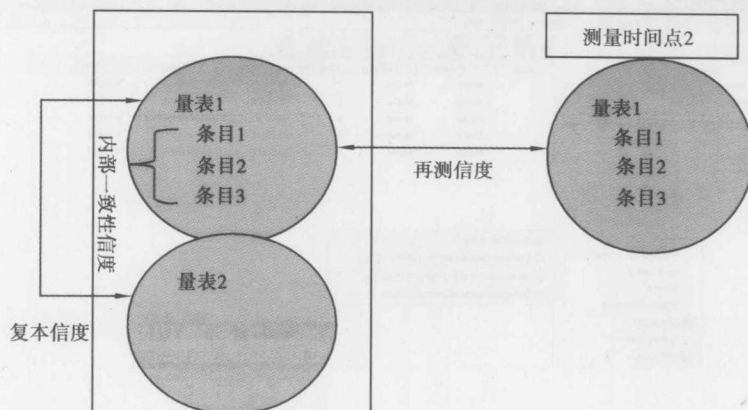 测量时间点2
量表1
条目1
条目2
条目3
内部一致性信度
再测信度
量表1
条目1
条目2
条目3
量表2
复本信度